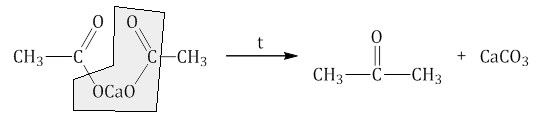 O O t O
CH₃—C C—CH₃ CH₃—C—CH₃ + CaCO₃
OCaO